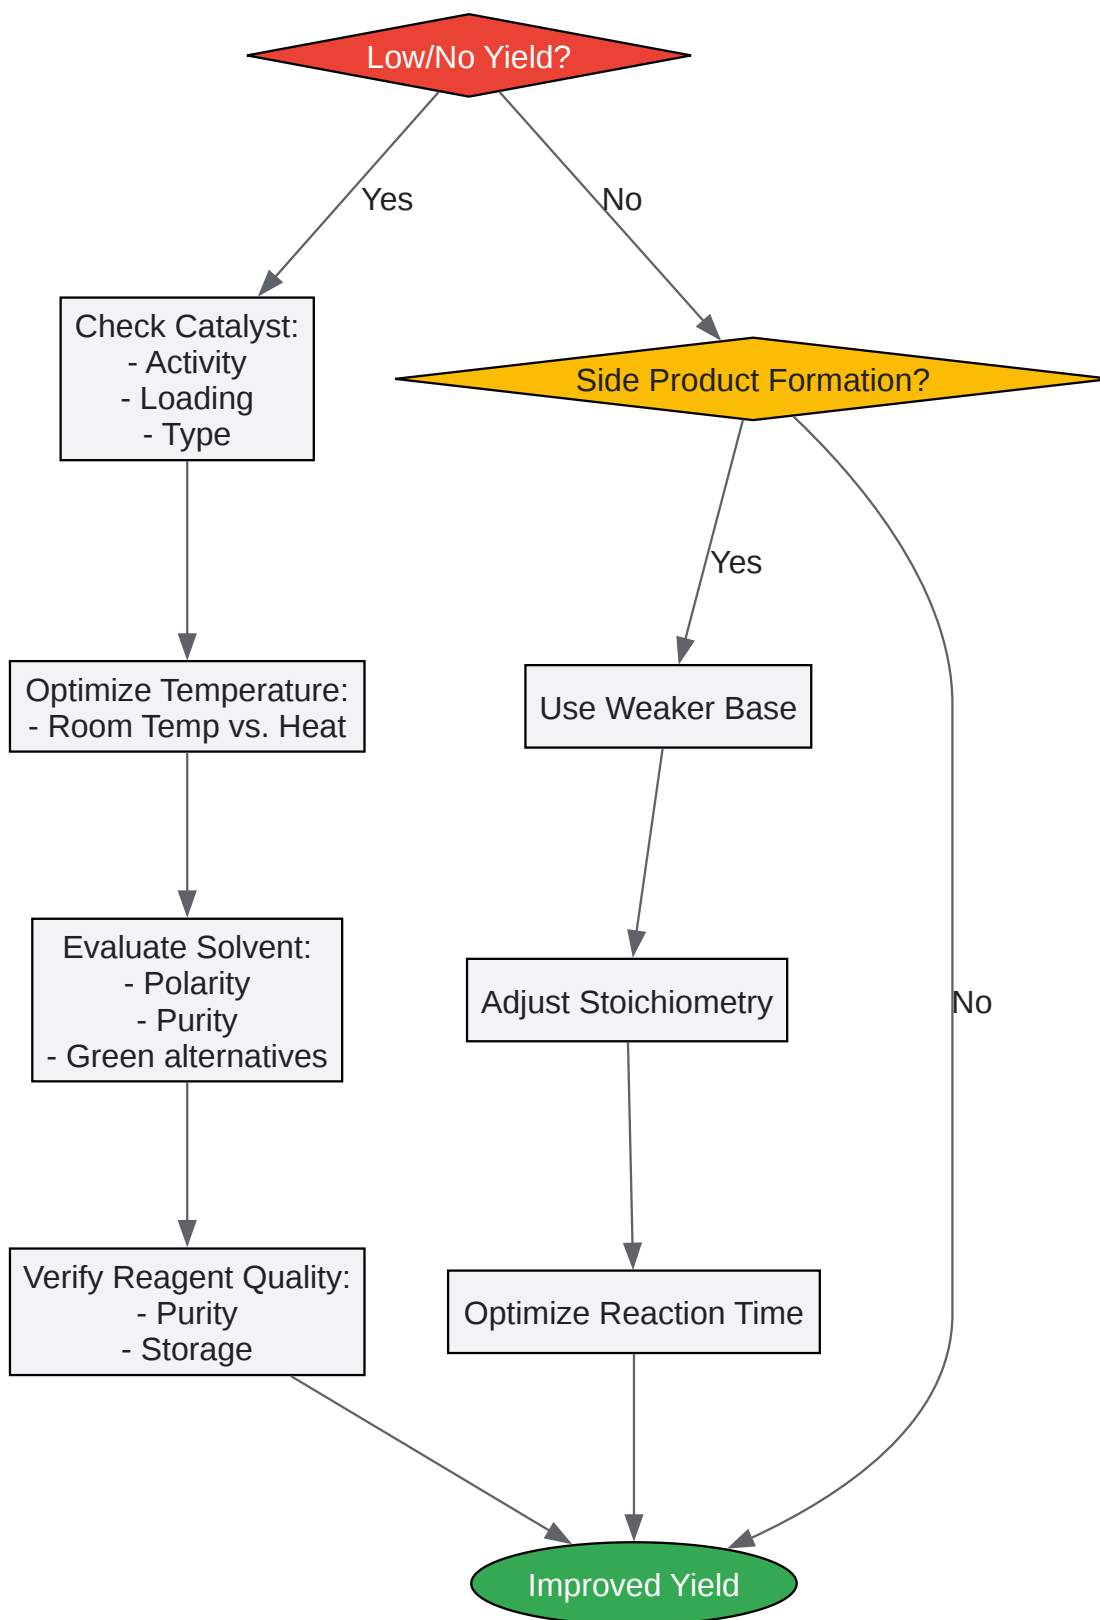 Low/No Yield?
Yes
No
Check Catalyst:
- Activity
- Loading
- Type
Side Product Formation?
Yes
Optimize Temperature:
- Room Temp vs. Heat
Use Weaker Base
Evaluate Solvent:
- Polarity
- Purity
- Green alternatives
Adjust Stoichiometry
No
Verify Reagent Quality:
- Purity
- Storage
Optimize Reaction Time
Improved Yield